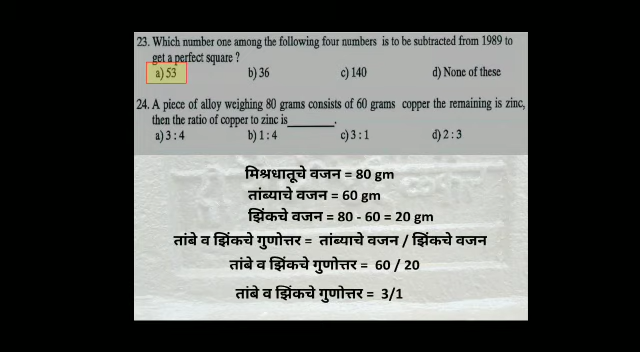 23. Which number one among the following four numbers is to be subtracted from 1989 to
get a perfect square ?
a) 53 b) 36 c) 140 d) None of these
24. A piece of alloy weighing 80 grams consists of 60 grams copper the remaining is zinc,
then the ratio of copper to zinc is________.
a) 3 : 4 b) 1 : 4 c) 3 : 1 d) 2 : 3
मिश्रधातूचे वजन = 80 gm
तांब्याचे वजन = 60 gm
झिंकचे वजन = 80 - 60 = 20 gm
तांबे व झिंकचे गुणोत्तर = तांब्याचे वजन / झिंकचे वजन
तांबे व झिंकचे गुणोत्तर = 60 / 20
तांबे व झिंकचे गुणोत्तर = 3/1